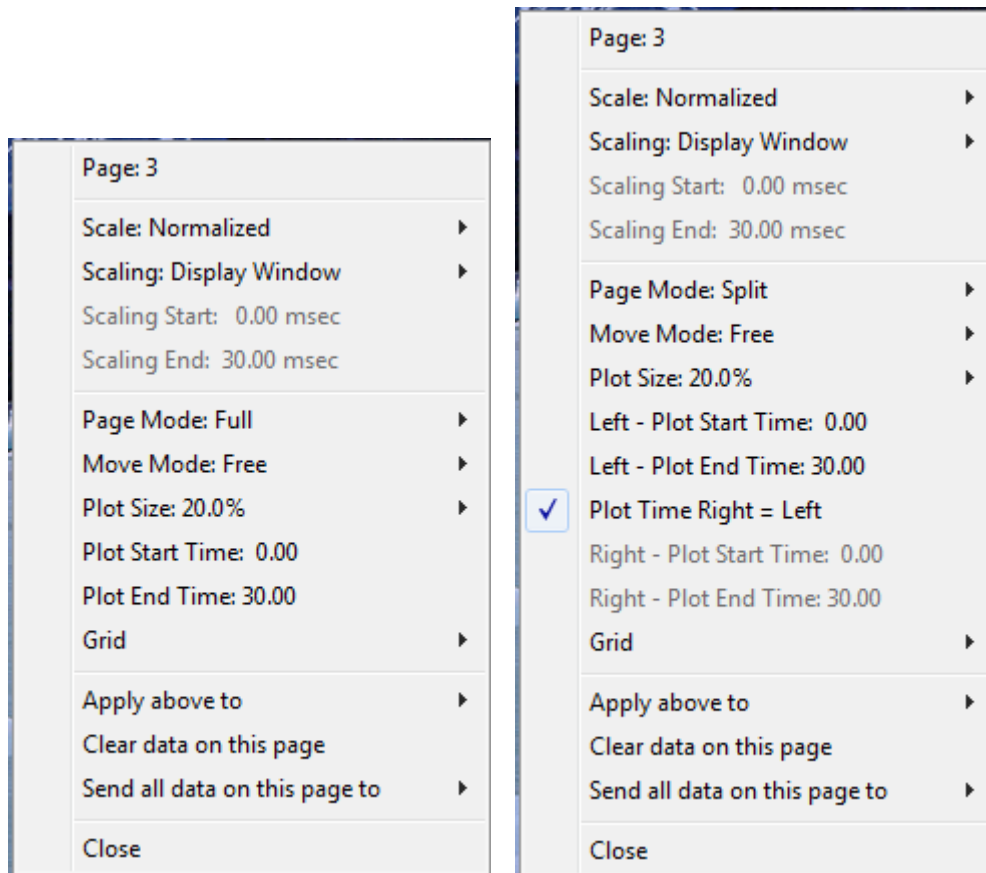 Page: 3
Scale: Normalized
Scaling: Display Window
Scaling Start: 0.00 msec
Scaling End: 30.00 msec
Page Mode: Full
Move Mode: Free
Plot Size: 20.0%
Plot Start Time: 0.00
Plot End Time: 30.00
Grid
Apply above to
Clear data on this page
Send all data on this page to
Close
Page: 3
Scale: Normalized
Scaling: Display Window
Scaling Start: 0.00 msec
Scaling End: 30.00 msec
Page Mode: Split
Move Mode: Free
Plot Size: 20.0%
Left - Plot Start Time: 0.00
Left - Plot End Time: 30.00
Plot Time Right = Left
Right - Plot Start Time: 0.00
Right - Plot End Time: 30.00
Grid
Apply above to
Clear data on this page
Send all data on this page to
Close